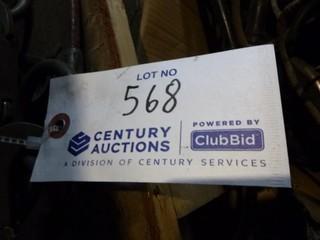 LOT NO
568
CENTURY AUCTIONS
POWERED BY
ClubBid
A DIVISION OF CENTURY SERVICES